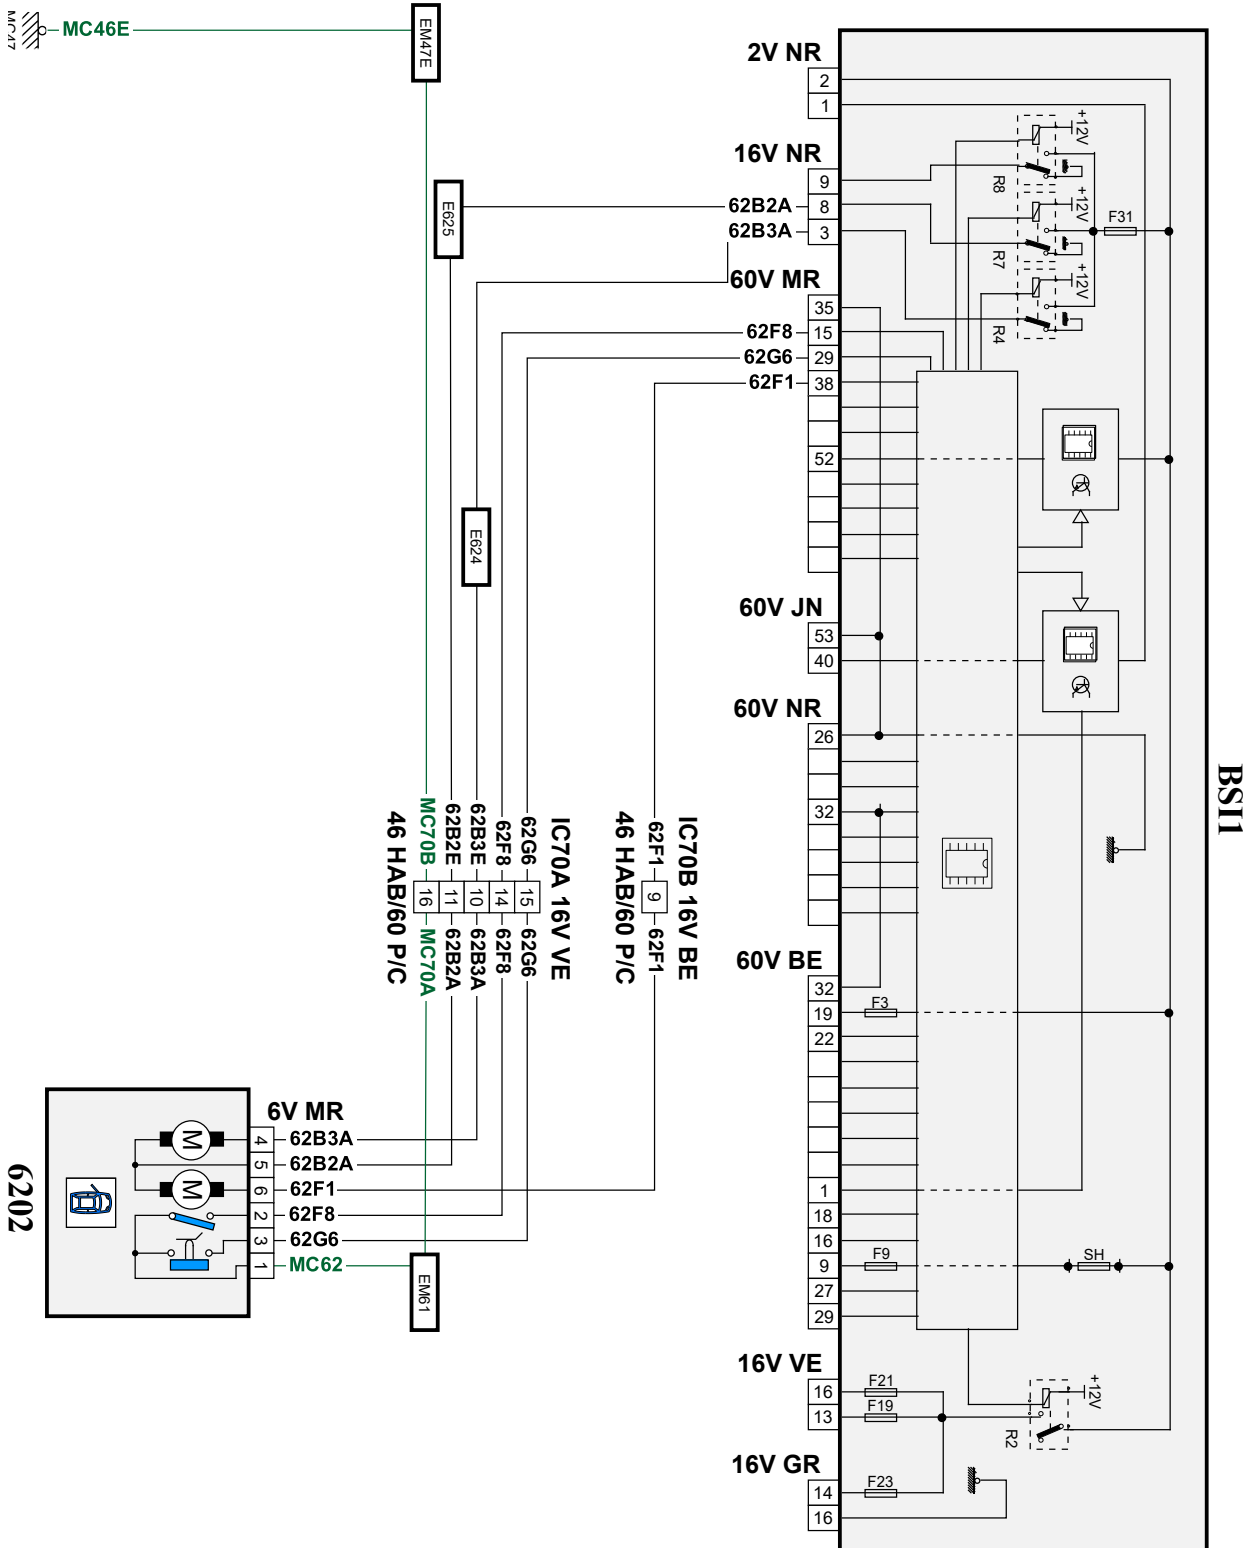 MC47
MC46E
EM47E
BSI1
2V NR
2
1
16V NR
9
62B2A
8
62B3A
3
E625
+12V
R8
+12V
F31
R7
+12V
R4
60V MR
35
62F8
15
62G6
29
62F1
38
52
E624
60V JN
53
40
60V NR
26
32
60V BE
32
19
F3
22
1
18
16
9
F9
SH
27
29
16V VE
16
F21
13
F19
+12V
R2
16V GR
14
F23
16
IC70B 16V BE
62F1
9
62F1
46 HAB/60 P/C
IC70A 16V VE
62G6
15
62G6
62F8
14
62F8
62B3E
10
62B3A
62B2E
11
62B2A
MC70B
16
MC70A
46 HAB/60 P/C
6V MR
M
4
62B3A
5
62B2A
M
6
62F1
2
62F8
3
62G6
1
MC62
EM61
6202